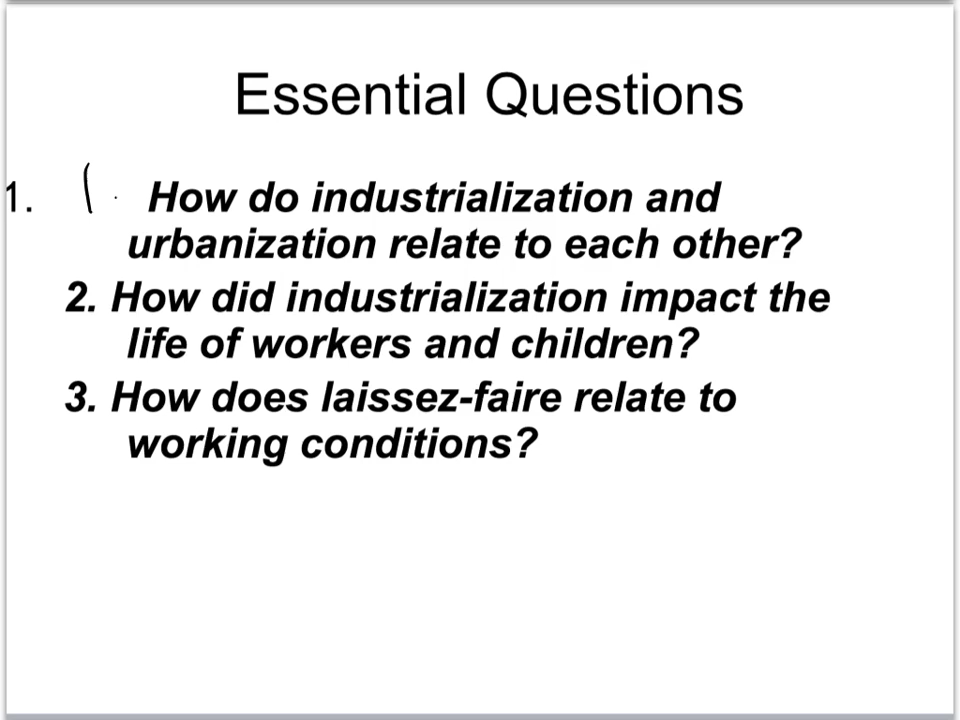 Essential Questions
1. 1. How do industrialization and
urbanization relate to each other?
2. How did industrialization impact the
life of workers and children?
3. How does laissez-faire relate to
working conditions?